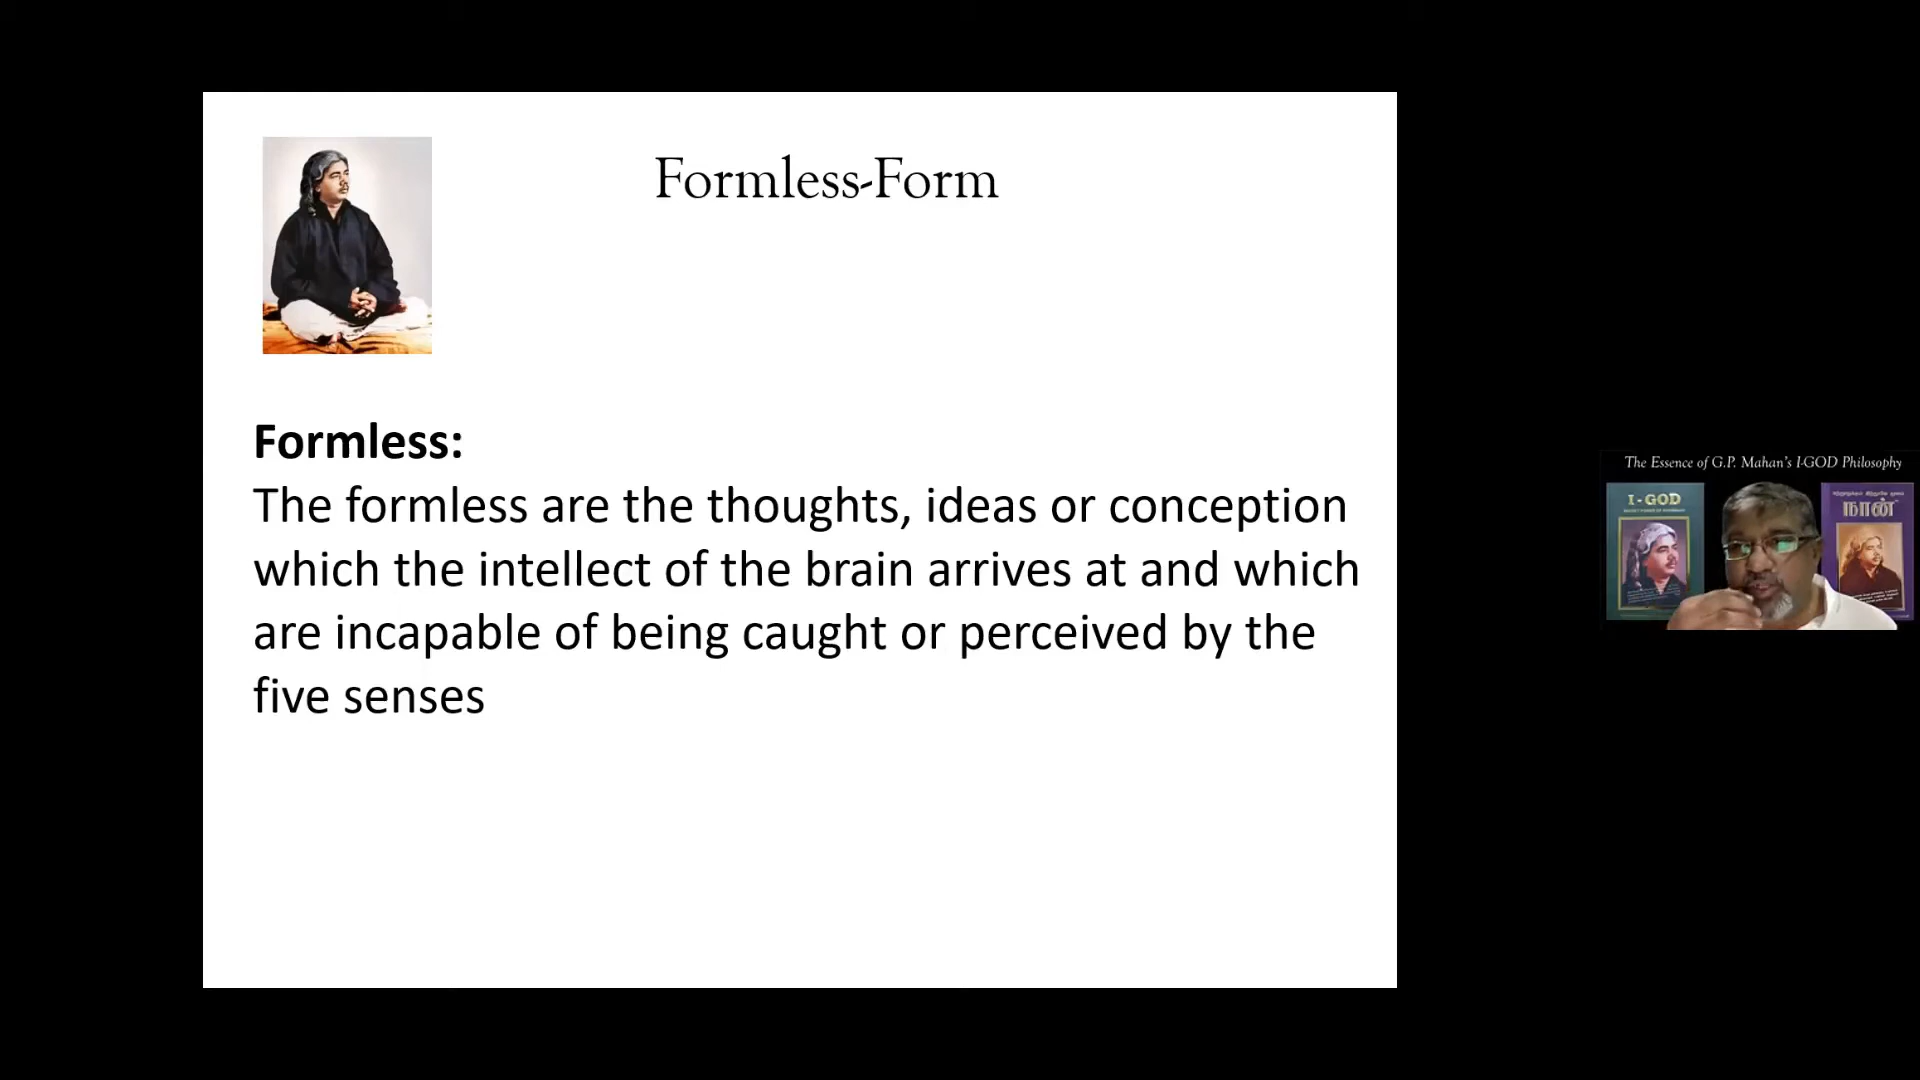 Formless-Form
Formless:
The formless are the thoughts, ideas or conception
which the intellect of the brain arrives at and which
are incapable of being caught or perceived by the
five senses
The Essence of G.P. Mahan's I-GOD Philosophy
I-GOD
நான்